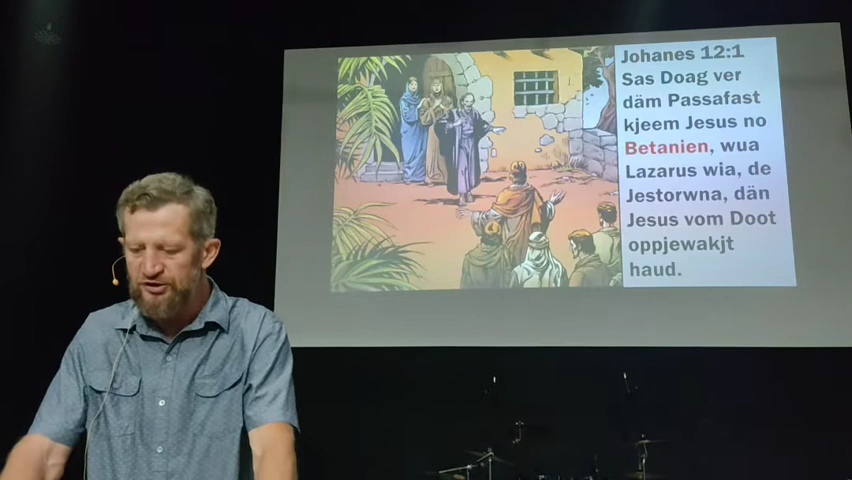 Johanes 12:1
Sas Doag ver
däm Passafast
kjeem Jesus no
Betanien, wua
Lazarus wia, de
Jestorwna, dän
Jesus vom Doot
oppjewakjt
haud.